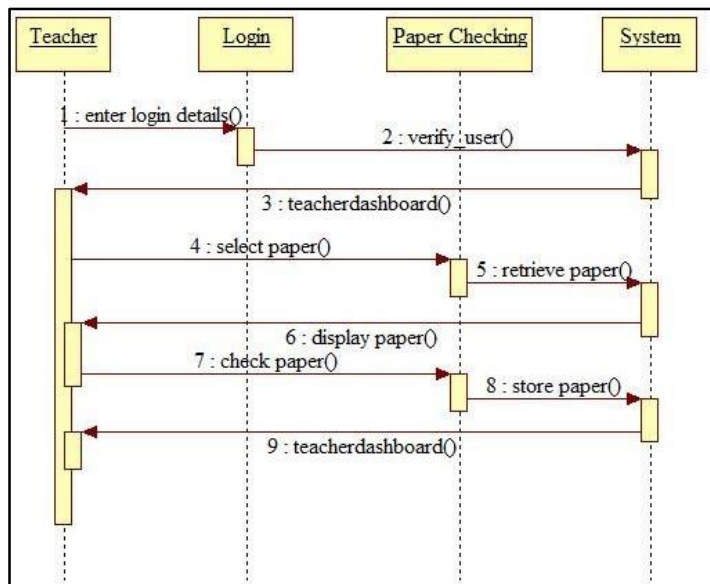 Teacher
Login
Paper Checking
System
1 : enter login details()
2 : verify_user()
3 : teacherdashboard()
4 : select paper()
5 : retrieve paper()
6 : display paper()
7 : check paper()
8 : store paper()
9 : teacherdashboard()